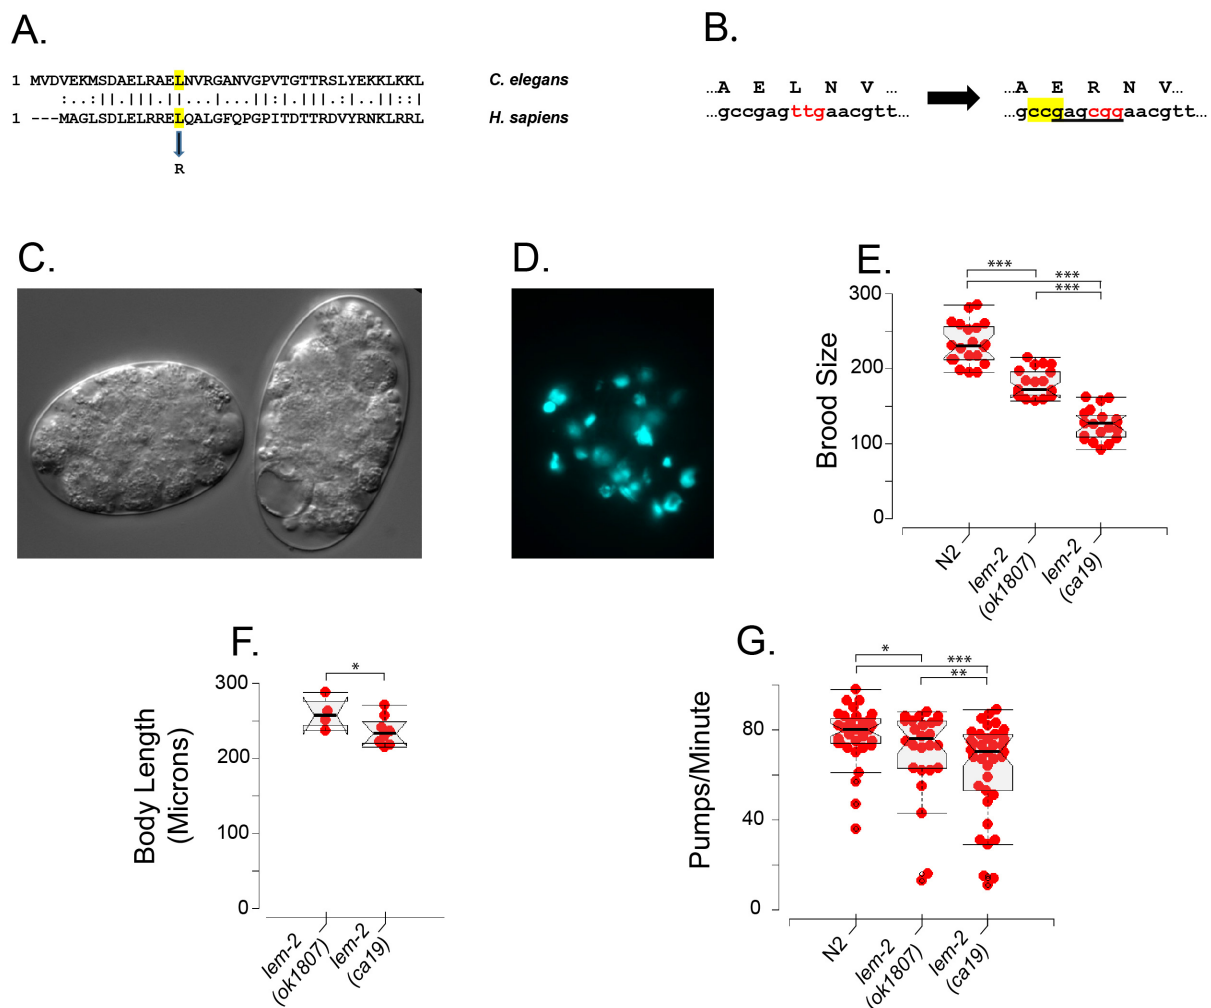 A.
1 MVDVEKMSDAELRAELNVRGANVGPVTGTTRSLYEKKLKKL C. elegans
:..:..||.||||.||....|..||:|.|||.:|.:||::|
1 ---MAGLSDLELRRELQALGFQPGPITDTTRDVYRNKLRRL H. sapiens
R
B.
...A E L N V... ...A E R N V...
...gccgagttgaacgtt... ...gccgagcggaacgtt...
C.
D.
E.
***
***
***
300
200
100
0
Brood Size
N2
lem-2
(ok1807)
lem-2
(ca19)
F.
*
300
200
100
0
Body Length
(Microns)
lem-2
(ok1807)
lem-2
(ca19)
G.
*
***
**
80
40
0
Pumps/Minute
N2
lem-2
(ok1807)
lem-2
(ca19)